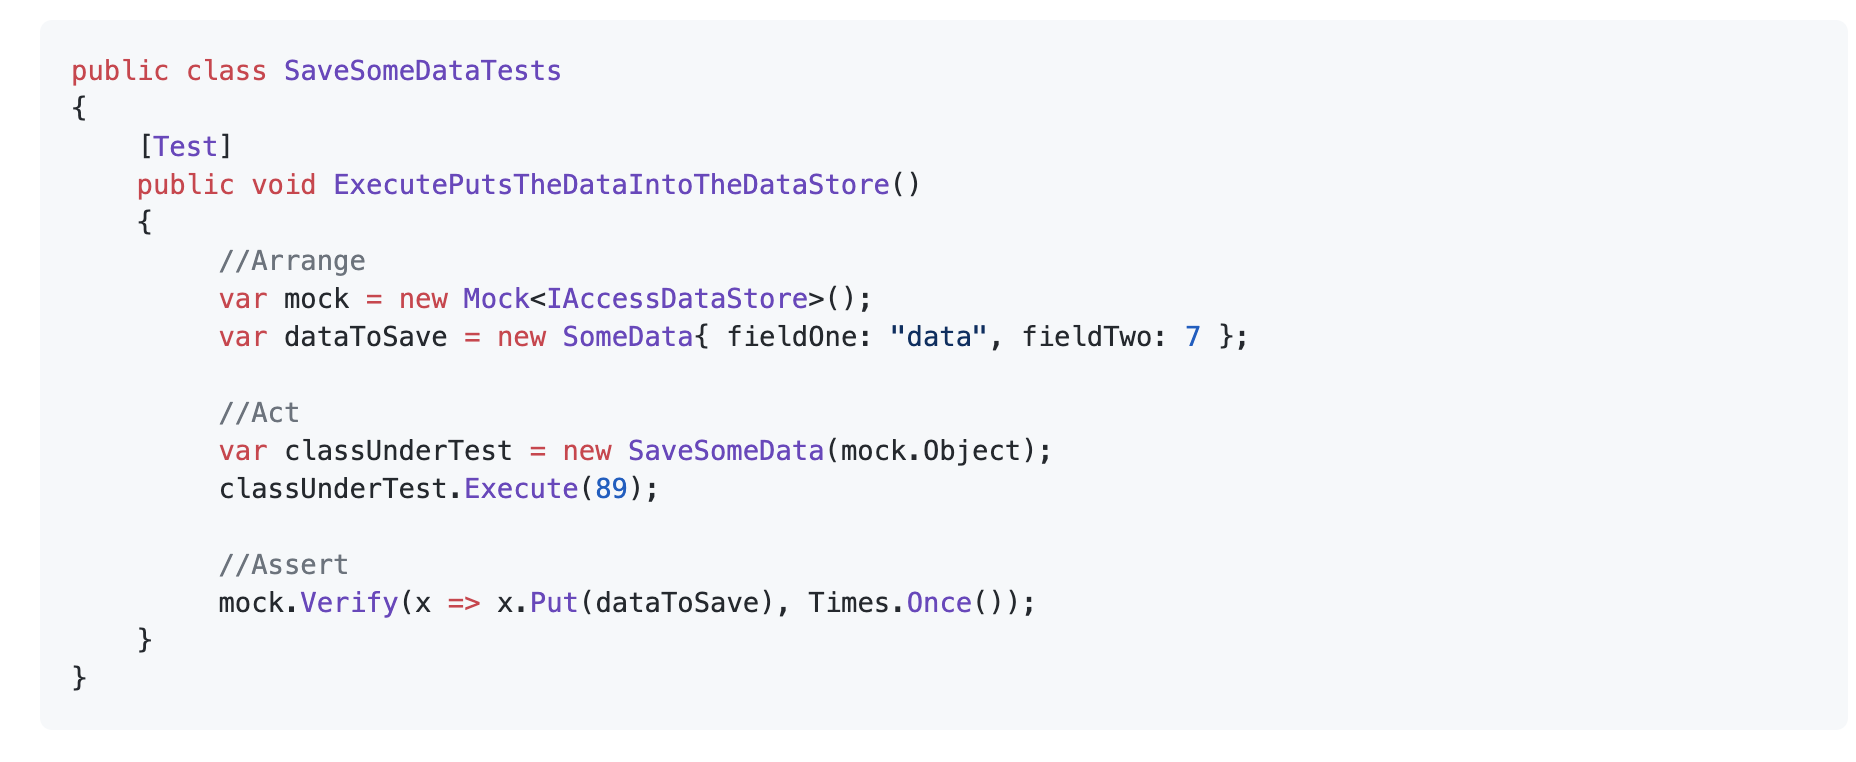 public class SaveSomeDataTests
{
    [Test]
    public void ExecutePutsTheDataIntoTheDataStore()
    {
         //Arrange
         var mock = new Mock<IAccessDataStore>();
         var dataToSave = new SomeData{ fieldOne: "data", fieldTwo: 7 };

         //Act
         var classUnderTest = new SaveSomeData(mock.Object);
         classUnderTest.Execute(89);

         //Assert
         mock.Verify(x => x.Put(dataToSave), Times.Once());
    }
}